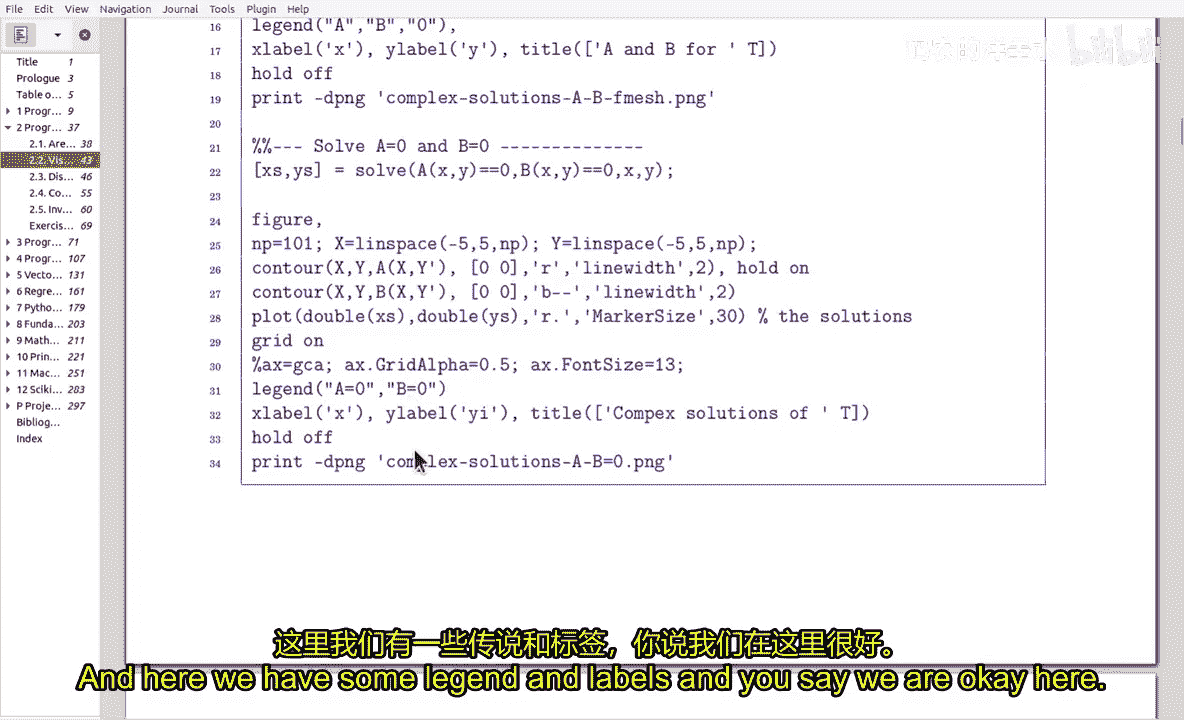 File Edit View Navigation Journal Tools Plugin Help
Title 1
Prologue 3
Table o... 5
1 Progr... 9
2 Progr... 37
2.1. Are... 38
2.3. Dis... 46
2.4. Co... 55
2.5. Inv... 60
Exercis... 69
3 Progr... 71
4 Progr... 107
5 Vecto... 131
6 Regre... 161
7 Pytho... 179
8 Funda... 203
9 Math... 211
10 Prin... 221
11 Mac... 251
12 Sciki... 283
P Proje... 297
Bibliog...
Index
16 legend("A","B","0"),
17 xlabel('x'), ylabel('y'), title(['A and B for ' T])
18 hold off
19 print -dpng 'complex-solutions-A-B-fmesh.png'
20
21 %%--- Solve A=0 and B=0 --------------
22 [xs,ys] = solve(A(x,y)==0,B(x,y)==0,x,y);
23
24 figure,
25 np=101; X=linspace(-5,5,np); Y=linspace(-5,5,np);
26 contour(X,Y,A(X,Y'), [0 0],'r','linewidth',2), hold on
27 contour(X,Y,B(X,Y'), [0 0],'b--','linewidth',2)
28 plot(double(xs),double(ys),'r.','MarkerSize',30) % the solutions
29 grid on
30 %ax=gca; ax.GridAlpha=0.5; ax.FontSize=13;
31 legend("A=0","B=0")
32 xlabel('x'), ylabel('yi'), title(['Compex solutions of ' T])
33 hold off
34 print -dpng 'complex-solutions-A-B=0.png'
这里我们有一些传说和标签，你说我们在这里很好。
And here we have some legend and labels and you say we are okay here.